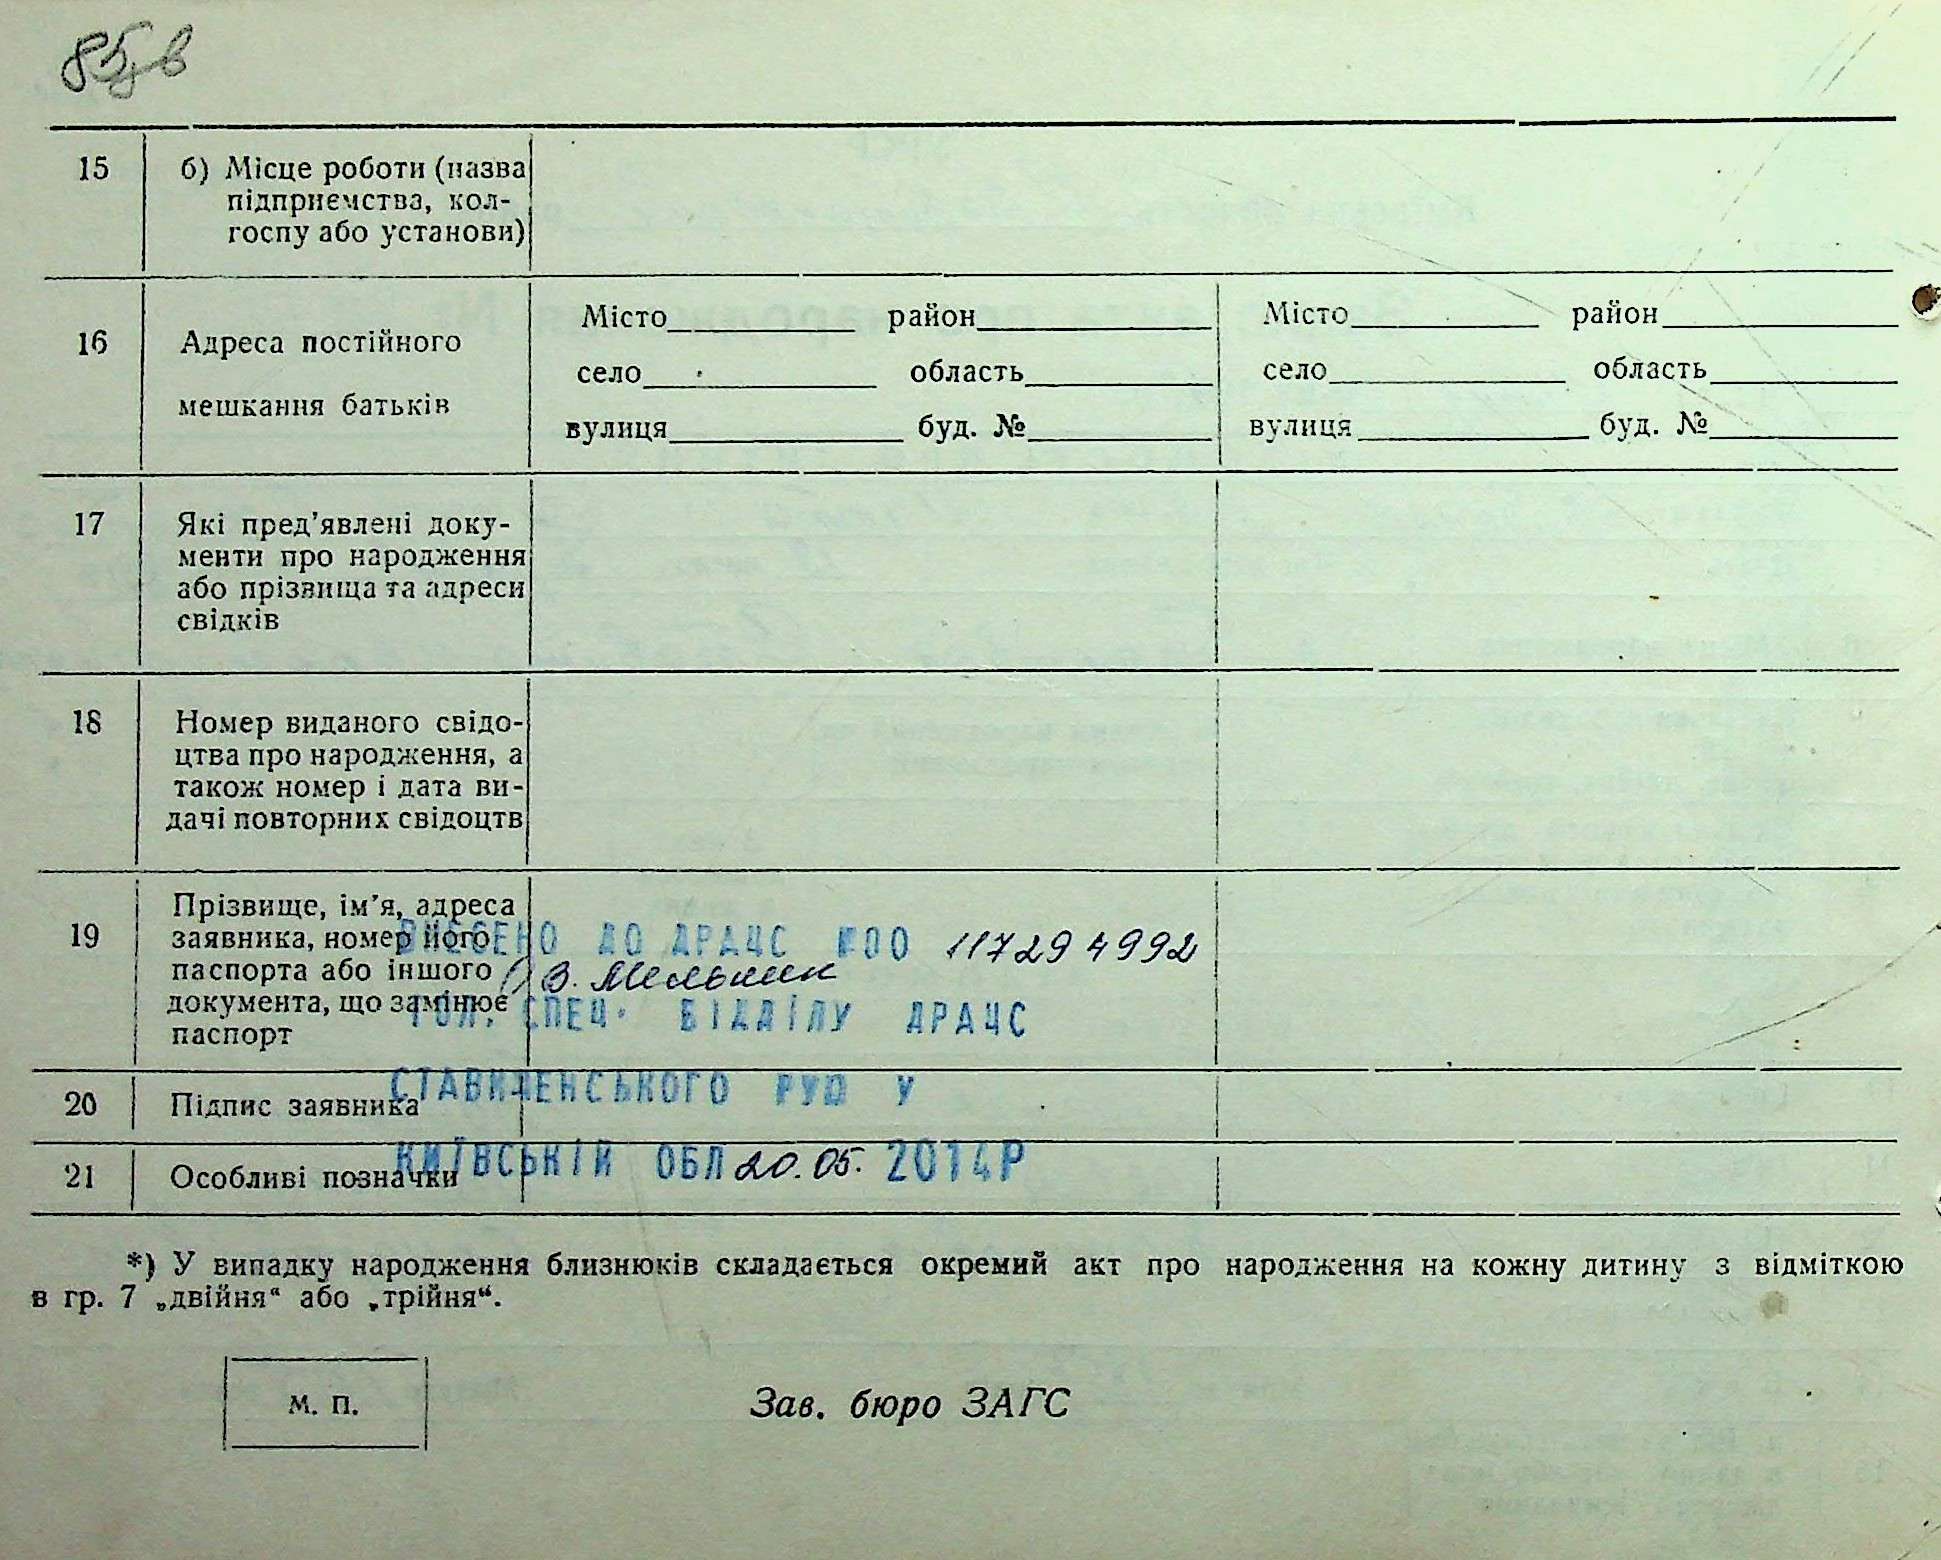 85в
15 б) Місце роботи (назва
підприємства, кол-
госпу або установи)
16 Адреса постійного
мешкання батьків
Місто район
село область
вулиця буд. №
Місто район
село область
вулиця буд. №
17 Які пред'явлені доку-
менти про народження
або прізвища та адреси
свідків
18 Номер виданого свідо-
цтва про народження, а
також номер і дата ви-
дачі повторних свідоцтв
19 Прізвище, ім'я, адреса
заявника, номер його
паспорта або іншого
документа, що замінює
паспорт
ВНЕСЕНО ДО ДРАЦС №00 117294992
В. Мельник
ГОЛ. СПЕЦ. ВІДДІЛУ ДРАЦС
СТАВИЩЕНСЬКОГО РУЮ У
КИЇВСЬКІЙ ОБЛ 20.05. 2014Р
20 Підпис заявника
21 Особливі позначки
*) У випадку народження близнюків складається окремий акт про народження на кожну дитину з відміткою
в гр. 7 „двійня“ або „трійня“.
М. П.
Зав. бюро ЗАГС